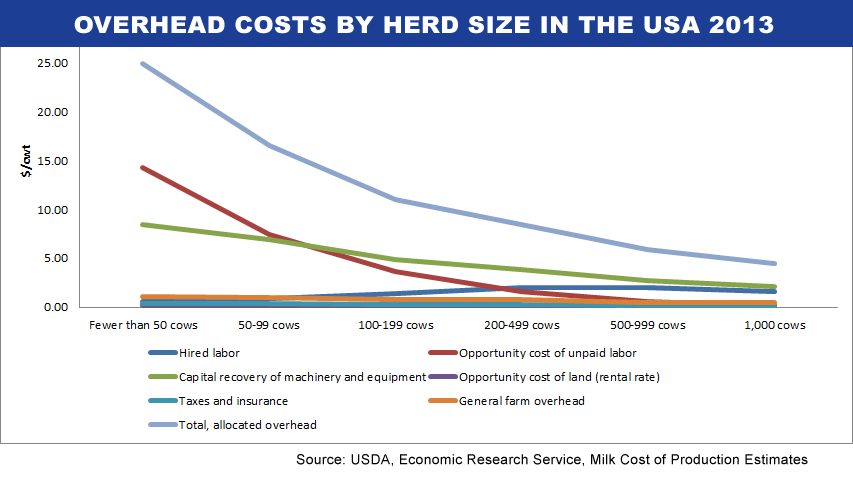 OVERHEAD COSTS BY HERD SIZE IN THE USA 2013
25.00
20.00
15.00
10.00
5.00
0.00
$/cwt
Fewer than 50 cows 50-99 cows 100-199 cows 200-499 cows 500-999 cows 1,000 cows
Hired labor Opportunity cost of unpaid labor
Capital recovery of machinery and equipment Opportunity cost of land (rental rate)
Taxes and insurance General farm overhead
Total, allocated overhead
Source: USDA, Economic Research Service, Milk Cost of Production Estimates